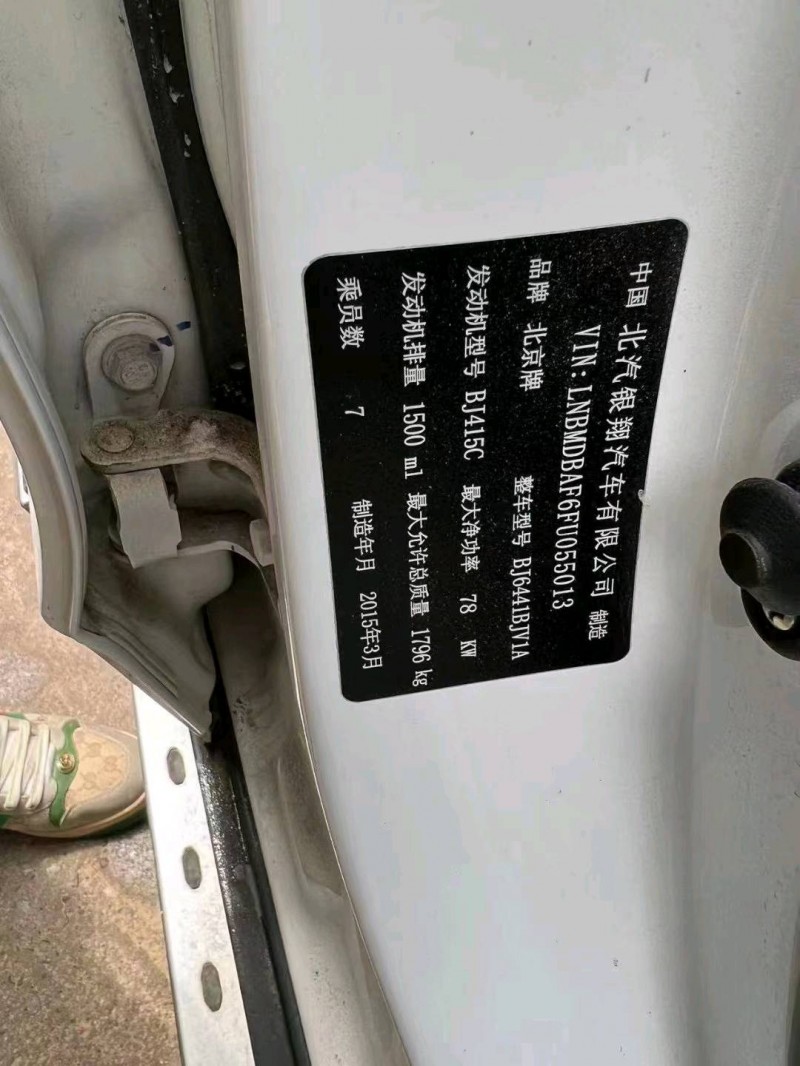 中国 北汽银翔汽车有限公司 制造
VIN:LNBMDBAF6FU055013
品牌 北京牌 整车型号 BJ6441BJV1A
发动机型号 BJ415C 最大净功率 78 KW
发动机排量 1500 ml 最大允许总质量 1796 kg
乘员数 7 制造年月 2015年3月